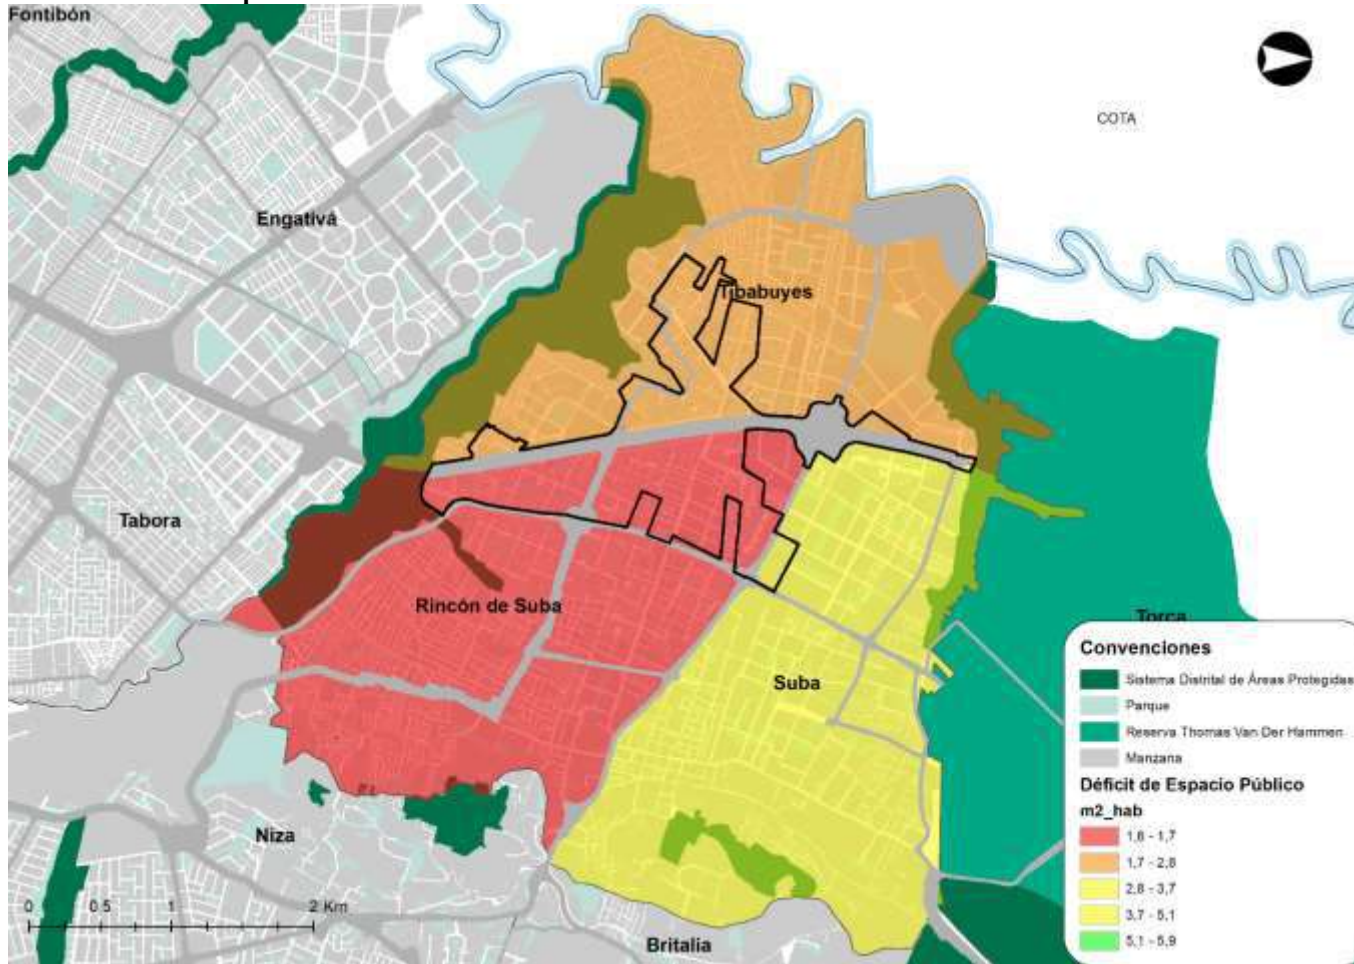 Fontibón
COTA
Engativá
Tibabuyes
Tabora
Rincón de Suba
Torca
Suba
Niza
Britalia
0 0.5 1 2 Km
Convenciones
Sistema Distrital de Áreas Protegidas
Parque
Reserva Thomas Van Der Hammen
Manzana
Déficit de Espacio Público
m2_hab
1,6 - 1,7
1,7 - 2,8
2,8 - 3,7
3,7 - 5,1
5,1 - 5,9